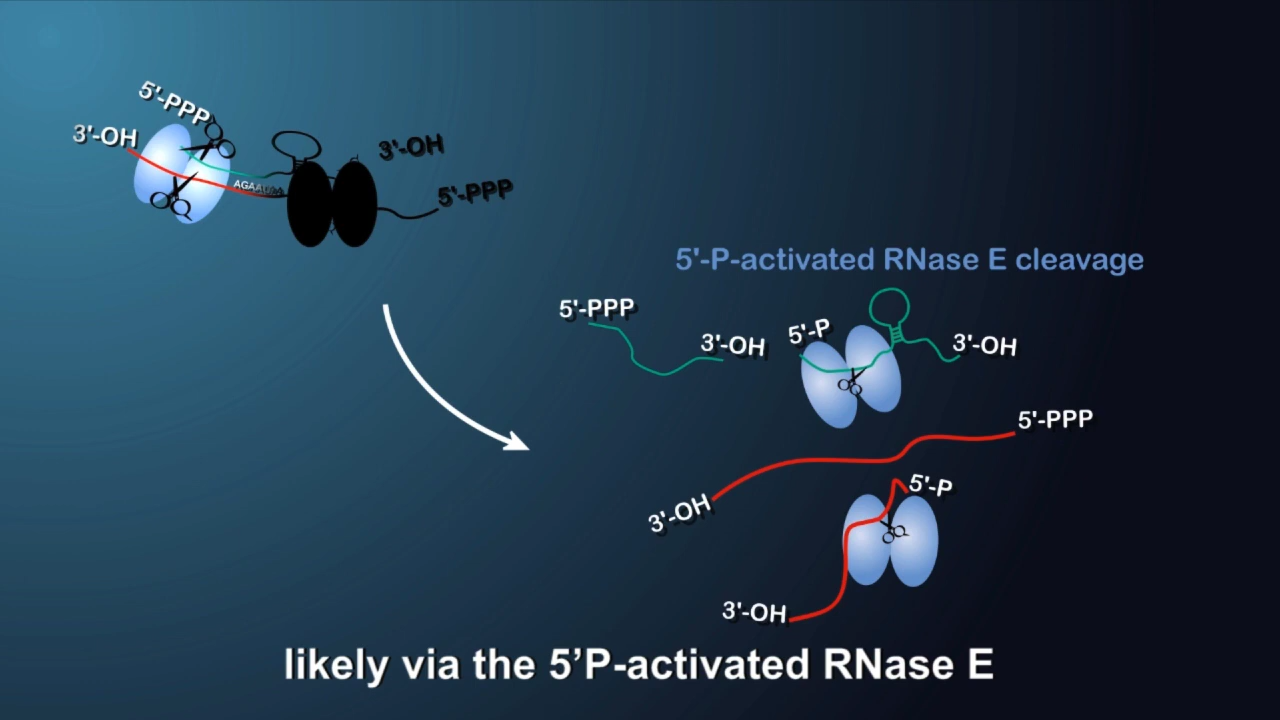 5'-PPP
3'-OH
3'-OH
5'-PPP
5'-P-activated RNase E cleavage
5'-PPP
3'-OH
5'-P
3'-OH
5'-PPP
3'-OH
5'-P
3'-OH
likely via the 5’P-activated RNase E